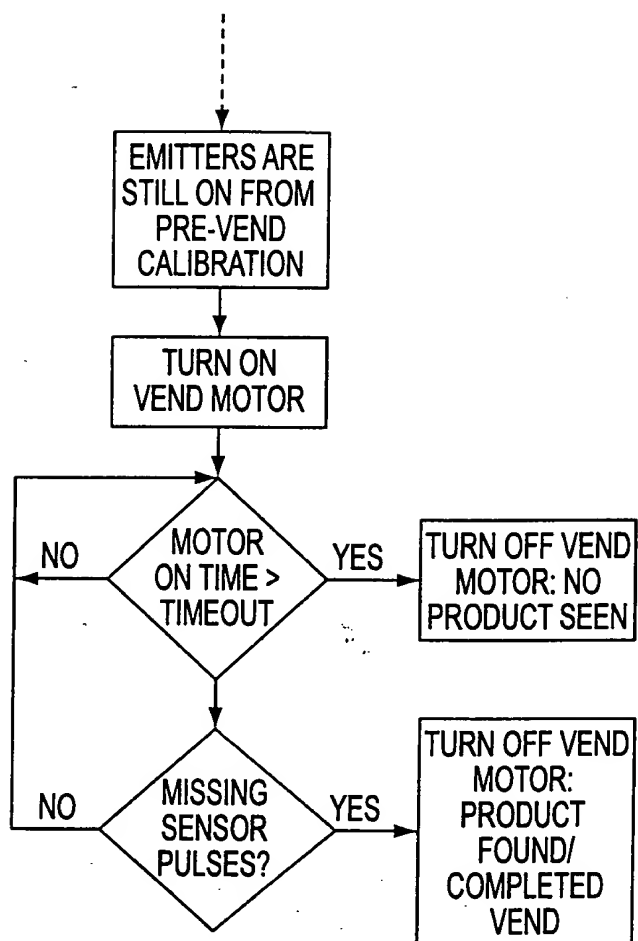 EMITTERS ARE
STILL ON FROM
PRE-VEND
CALIBRATION
TURN ON
VEND MOTOR
NO
MOTOR
ON TIME >
TIMEOUT
YES
TURN OFF VEND
MOTOR: NO
PRODUCT SEEN
NO
MISSING
SENSOR
PULSES?
YES
TURN OFF VEND
MOTOR:
PRODUCT
FOUND/
COMPLETED
VEND